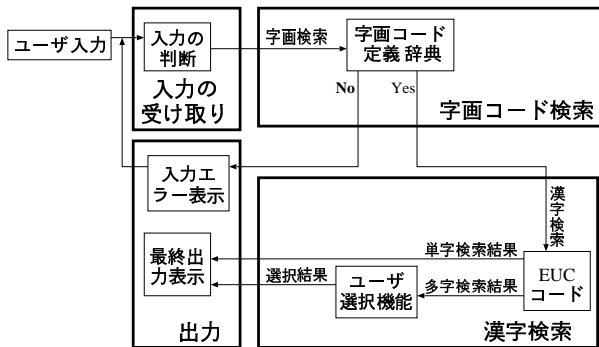 ユーザ入力
入力の
判断
入力の
受け取り
字画検索
字画コード
定義 辞典
No
Yes
字画コード検索
入力エ
ラー表示
最終出
力表示
出力
漢字検索
単字検索結果
選択結果
ユーザ
選択機能
多字検索結果
EUC
コード
漢字検索